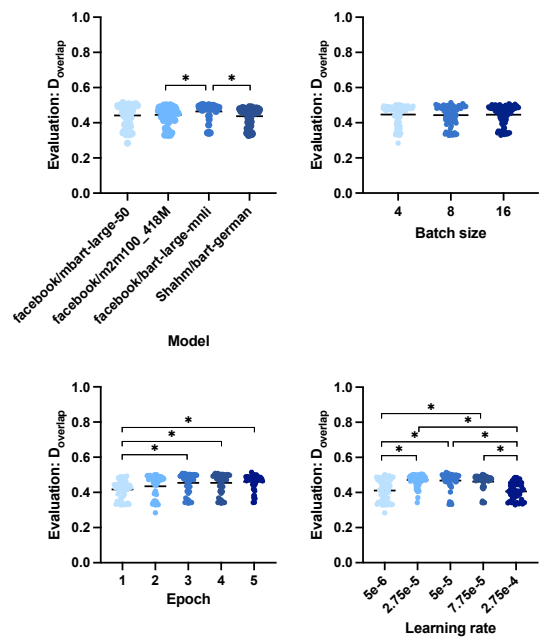 Evaluation: Doverlap
1.0
0.8
0.6
0.4
0.2
0.0
* *
facebook/mbart-large-50
facebook/m2m100_418M
facebook/bart-large-mnli
Shahm/bart-german
Model
Evaluation: Doverlap
1.0
0.8
0.6
0.4
0.2
0.0
4 8 16
Batch size
Evaluation: Doverlap
1.0
0.8
0.6
0.4
0.2
0.0
*
*
*
1 2 3 4 5
Epoch
Evaluation: Doverlap
1.0
0.8
0.6
0.4
0.2
0.0
*
*
* *
* *
5e-6
2.75e-5
5e-5
7.75e-5
2.75e-4
Learning rate